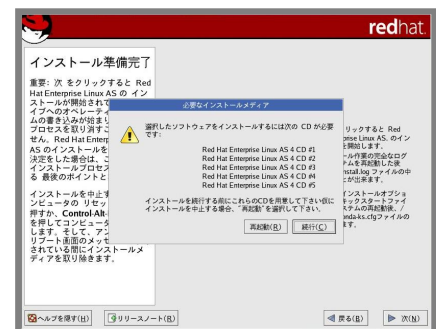 redhat.
インストール準備完了
重要: 次 をクリックすると Red
Hat Enterprise Linux AS の イン
ストールが開始されて
イブへのオペレーティ
ムの書き込みが始まり
プロセスを取り消すこ
せん。Red Hat Enterp
AS のインストールを
決定をした場合は、こ
インストールプロセス
る 最後のポイントと
インストールを中止す
ンピュータの リセッ
押すか、Control-Alt-
を押してコンピュータ
します。そして、アン
リブート画面のメッセ
されている間にインストールメ
ディアを取り除きます。
必要なインストールメディア
選択したソフトウェアをインストールするには次の CD が必要
です:
Red Hat Enterprise Linux AS 4 CD #1
Red Hat Enterprise Linux AS 4 CD #2
Red Hat Enterprise Linux AS 4 CD #3
Red Hat Enterprise Linux AS 4 CD #4
Red Hat Enterprise Linux AS 4 CD #5
インストールを続行する前にこれらのCDを用意して下さい仮に
インストールを中止する場合、"再起動"を選択して下さい。
再起動(R)
続行(C)
リックすると Red
Enterprise Linux AS. のイン
を開始します。
ール作業の完全なログ
テムを再起動した後
nstall.log ファイルの中
とが出来ます。
インストールオプショ
キックスタートファイ
ステムの再起動後、/
onda-ks.cfgファイルの
ます。
ヘルプを隠す(H)
リリースノート(R)
戻る(B)
次(N)